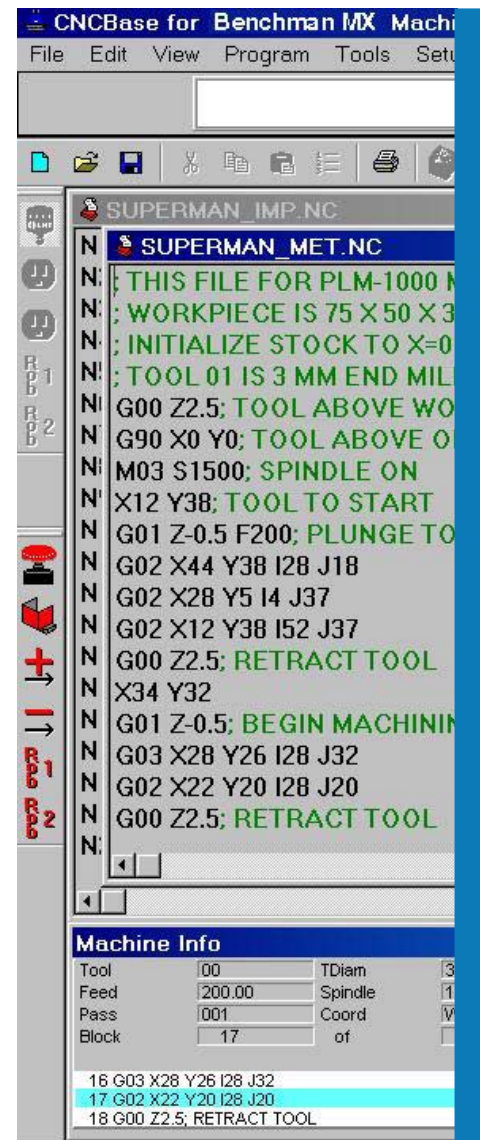 CNCBase for Benchman MX Machi
File Edit View Program Tools Setu
SUPERMAN_IMP.NC
SUPERMAN_MET.NC
; THIS FILE FOR PLM-1000 M
; WORKPIECE IS 75 X 50 X 3
; INITIALIZE STOCK TO X=0
; TOOL 01 IS 3 MM END MILL
G00 Z2.5; TOOL ABOVE WO
G90 X0 Y0; TOOL ABOVE O
M03 S1500; SPINDLE ON
X12 Y38; TOOL TO START
G01 Z-0.5 F200; PLUNGE TO
G02 X44 Y38 I28 J18
G02 X28 Y5 I4 J37
G02 X12 Y38 I52 J37
G00 Z2.5; RETRACT TOOL
X34 Y32
G01 Z-0.5; BEGIN MACHININ
G03 X28 Y26 I28 J32
G02 X22 Y20 I28 J20
G00 Z2.5; RETRACT TOOL
Machine Info
Tool 00 TDiam 3
Feed 200.00 Spindle 1
Pass 001 Coord
Block 17 of
16 G03 X28 Y26 I28 J32
17 G02 X22 Y20 I28 J20
18 G00 Z2.5; RETRACT TOOL